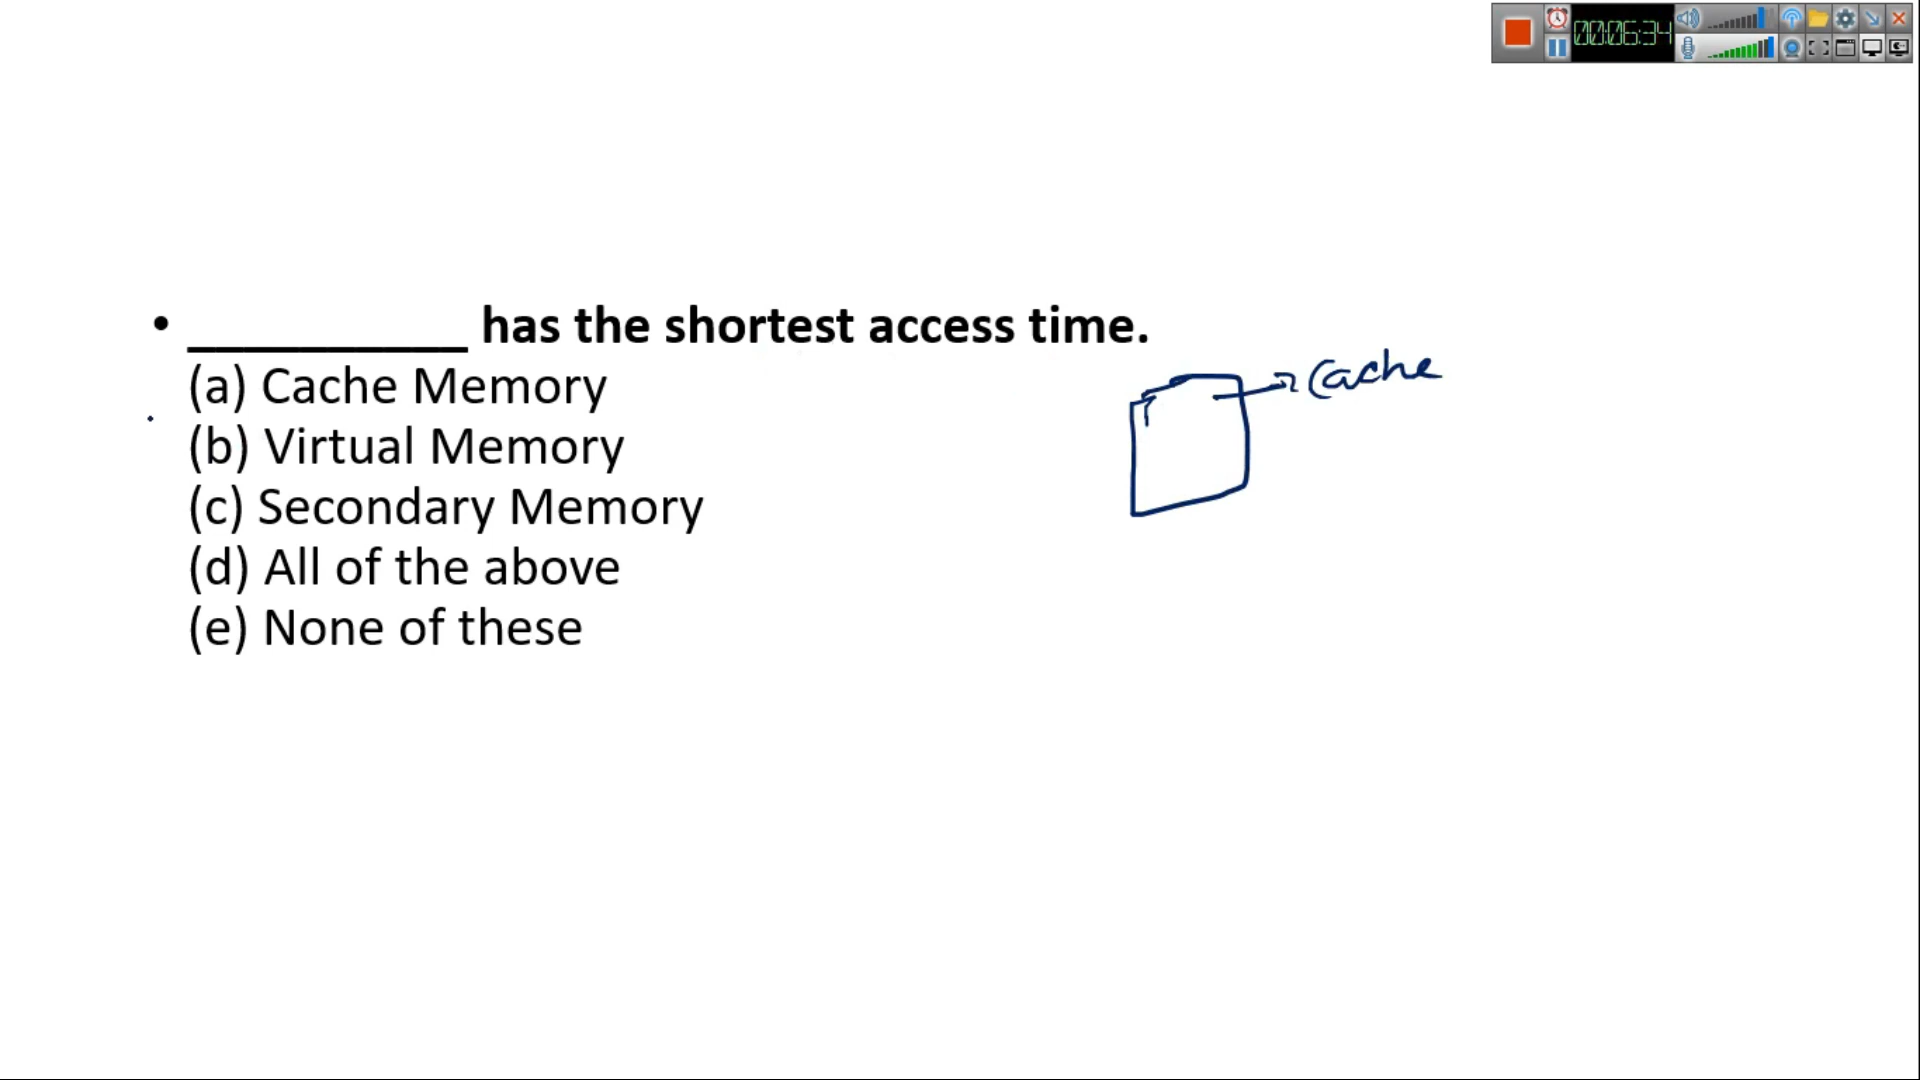 00:06:34
• __________ has the shortest access time.
(a) Cache Memory
(b) Virtual Memory
(c) Secondary Memory
(d) All of the above
(e) None of these
Cache